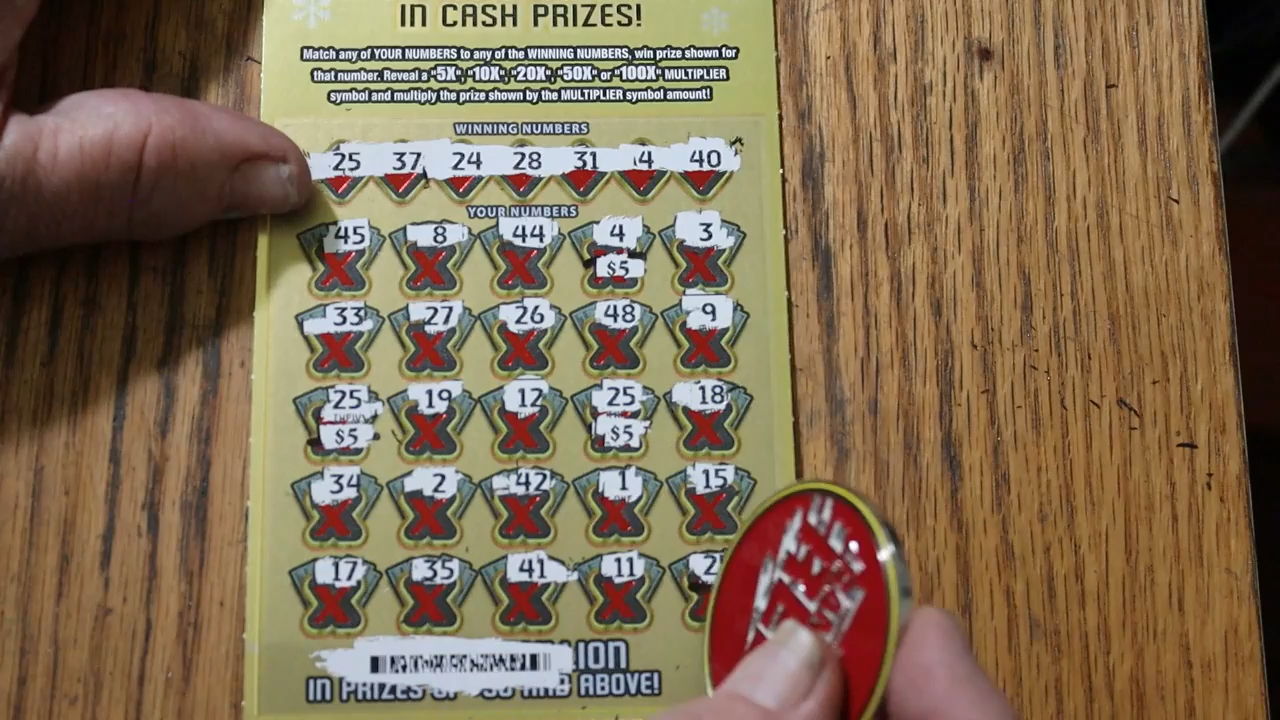 IN CASH PRIZES!
Match any of YOUR NUMBERS to any of the WINNING NUMBERS, win prize shown for
that number. Reveal a "5X", "10X", "20X", "50X" or "100X" MULTIPLIER
symbol and multiply the prize shown by the MULTIPLIER symbol amount!
WINNING NUMBERS
25 37 24 28 31 4 40
YOUR NUMBERS
45 8 44 4 3
$5
33 27 26 48 9
25 19 12 25 18
$5 $5
34 2 42 1 15
17 35 41 11
LION
IN PRIZES AND ABOVE!